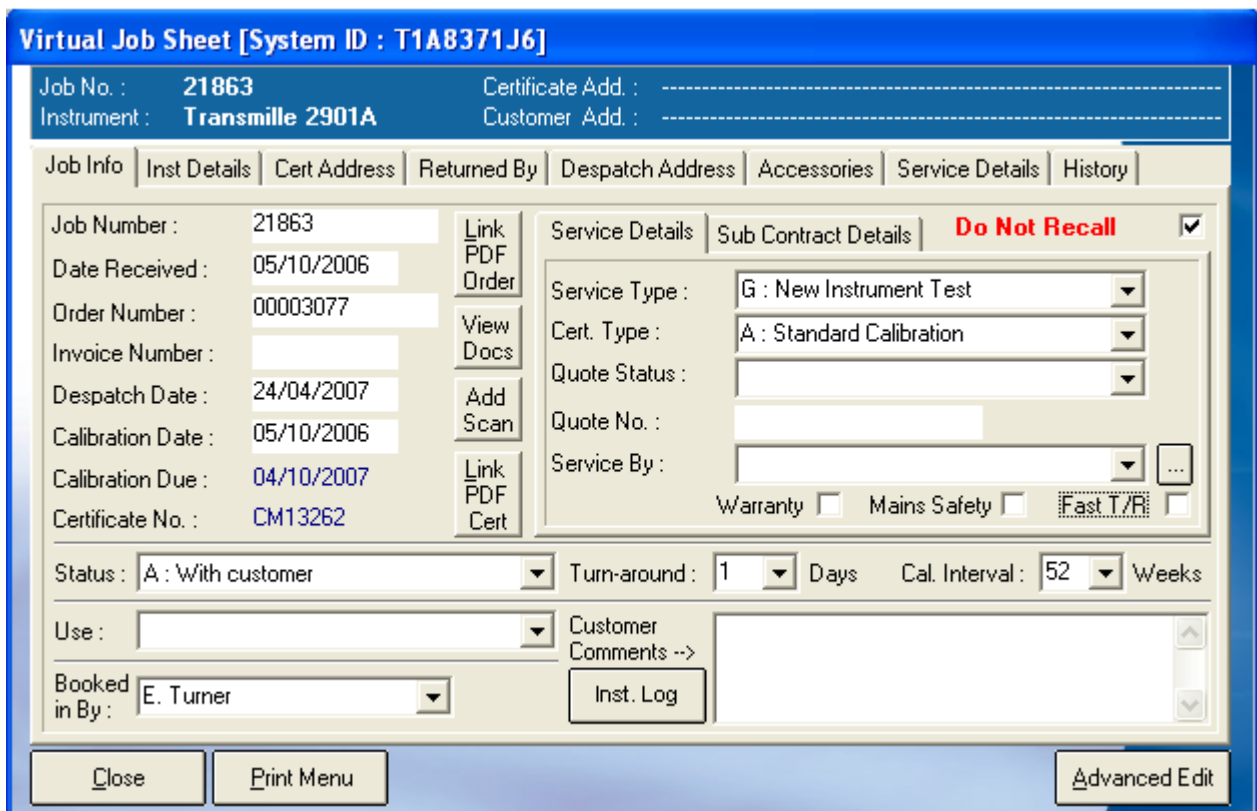 Virtual Job Sheet [System ID : T1A8371J6]
Job No. : 21863 Certificate Add. : ----------------------------------------------------------------------
Instrument : Transmille 2901A Customer Add. : ----------------------------------------------------------------------
Job Info Inst Details Cert Address Returned By Despatch Address Accessories Service Details History
Job Number : 21863
Date Received : 05/10/2006
Order Number : 00003077
Invoice Number :
Despatch Date : 24/04/2007
Calibration Date : 05/10/2006
Calibration Due : 04/10/2007
Certificate No. : CM13262
Link
PDF
Order
View
Docs
Add
Scan
Link
PDF
Cert
Service Details Sub Contract Details Do Not Recall
Service Type : G : New Instrument Test
Cert. Type : A : Standard Calibration
Quote Status :
Quote No. :
Service By : ...
Warranty Mains Safety Fast T/R
Status : A : With customer Turn-around : 1 Days Cal. Interval : 52 Weeks
Use :
Customer
Comments -->
Booked
in By : E. Turner
Inst. Log
Close Print Menu Advanced Edit